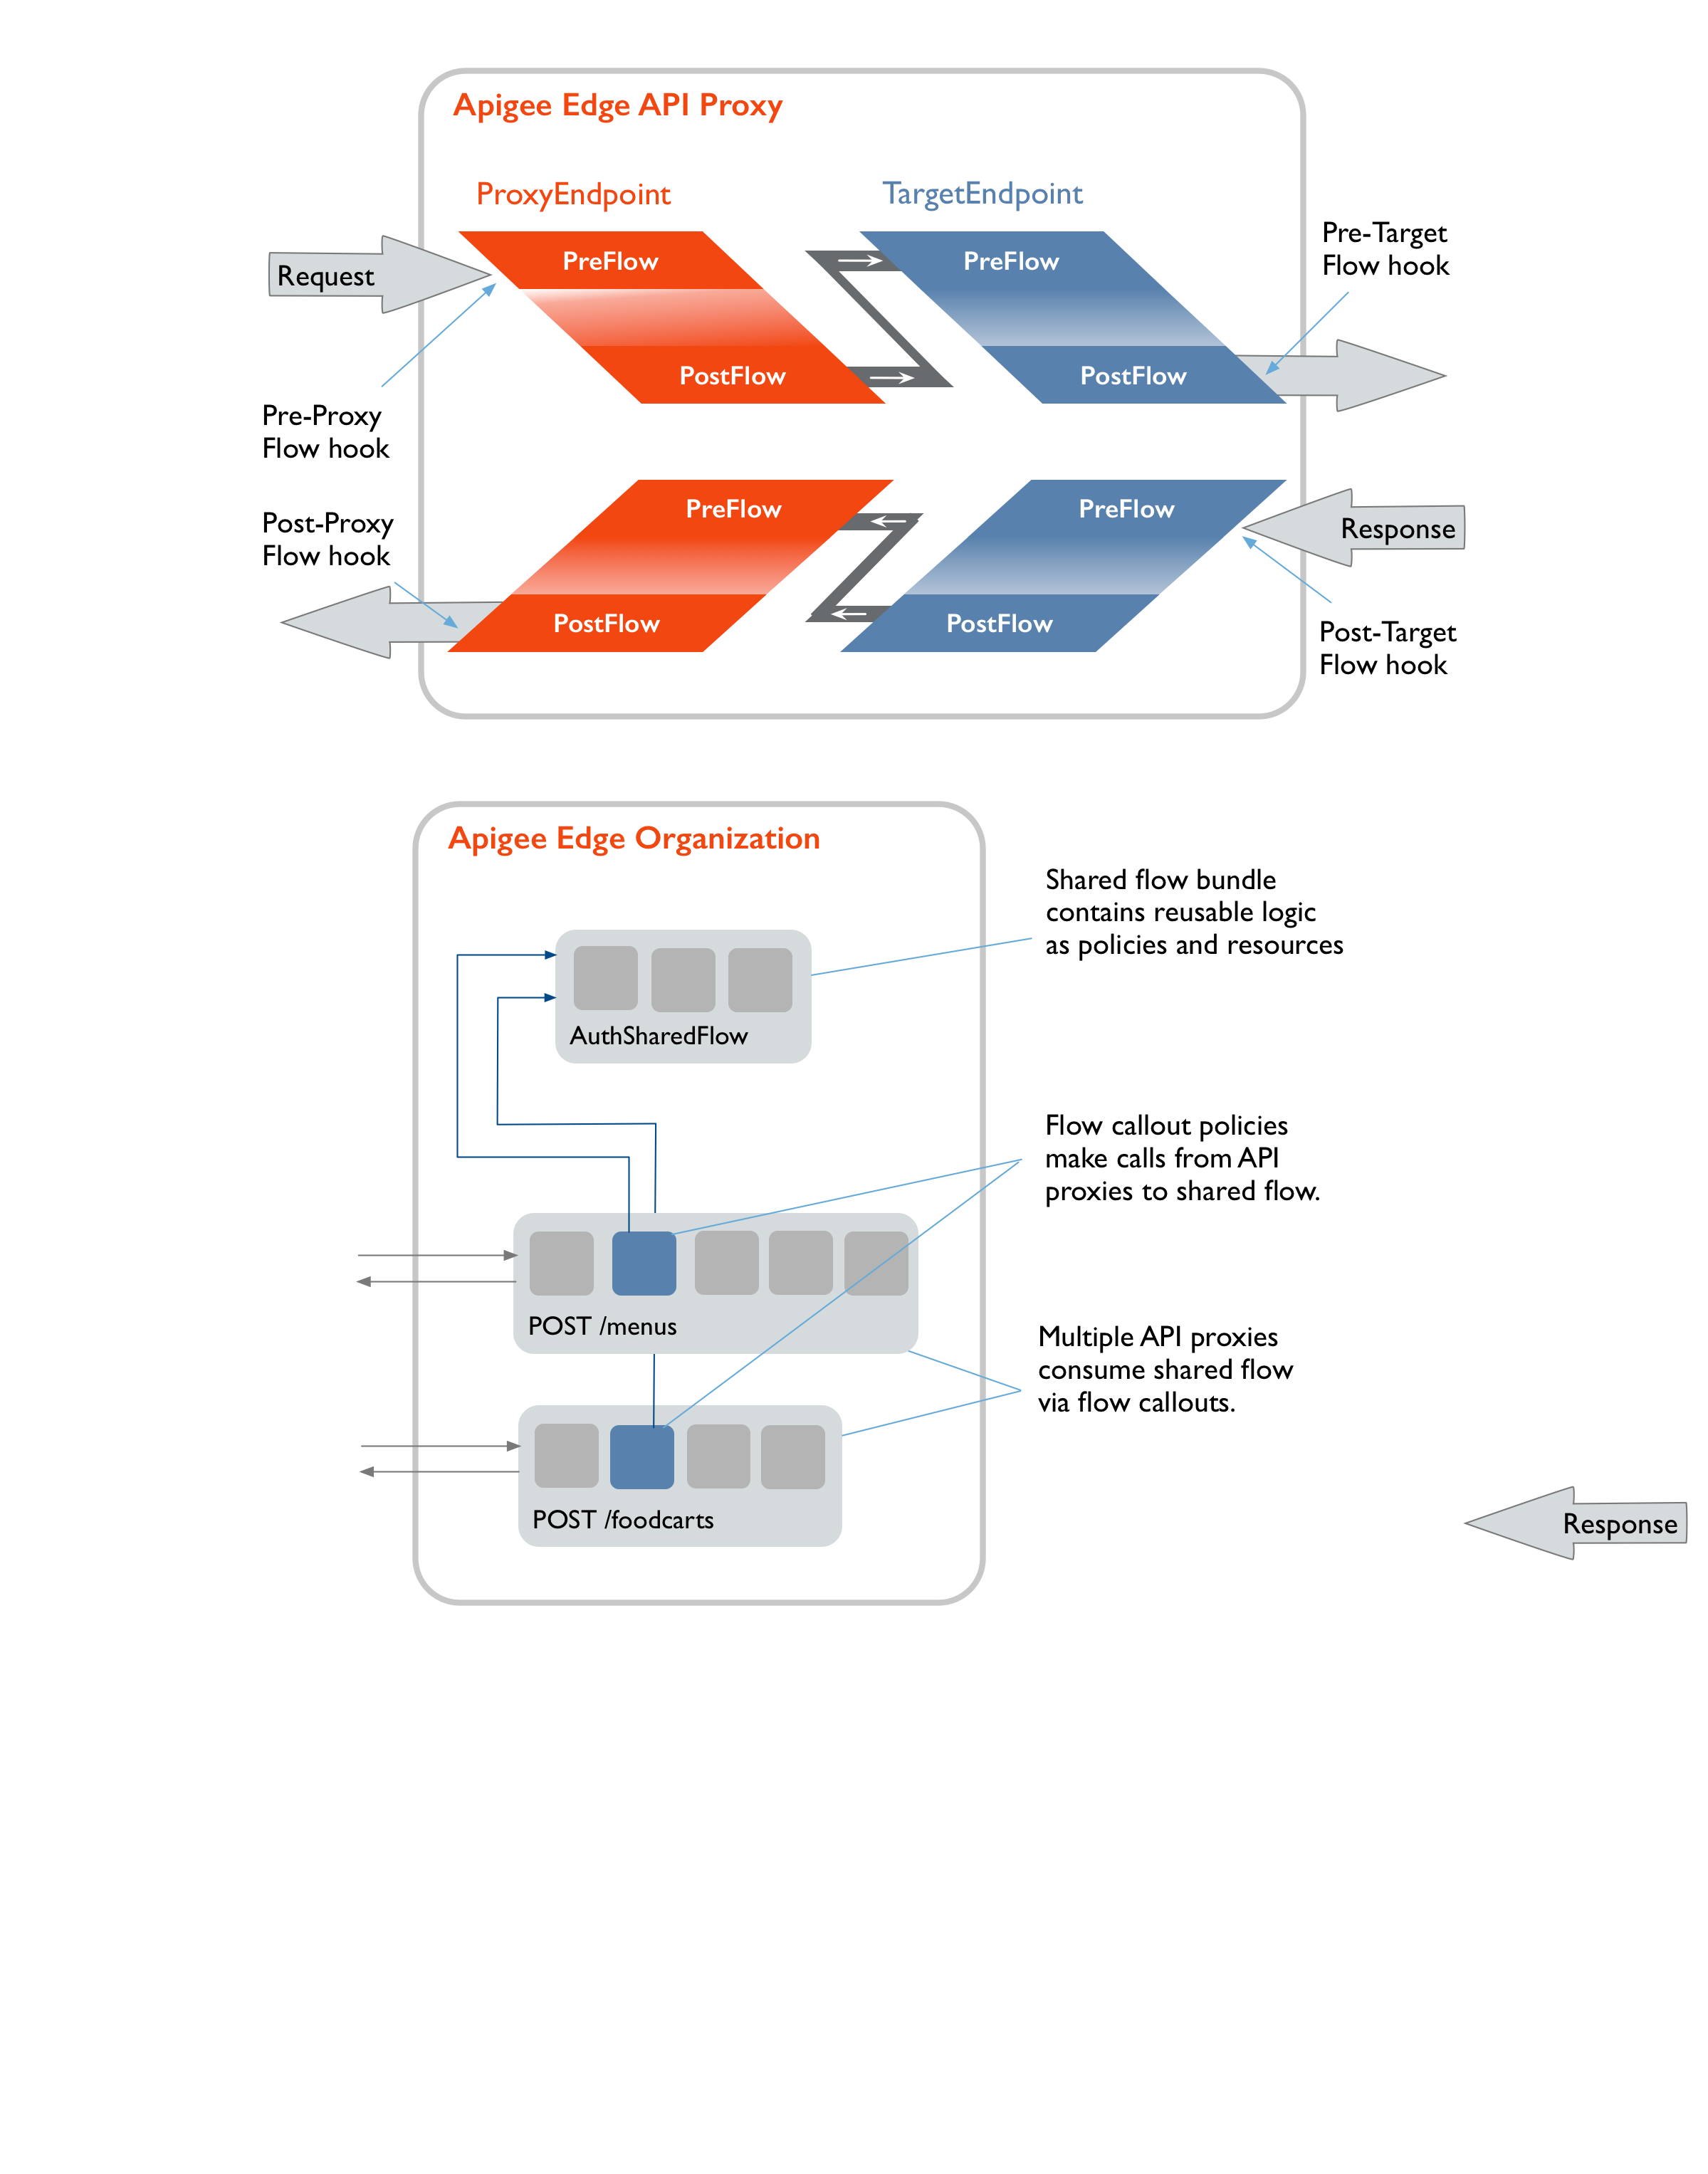 Apigee Edge API Proxy
ProxyEndpoint
TargetEndpoint
Request
PreFlow
PostFlow
PreFlow
PostFlow
Pre-Target
Flow hook
Pre-Proxy
Flow hook
Post-Proxy
Flow hook
PreFlow
PostFlow
PreFlow
PostFlow
Response
Post-Target
Flow hook
Apigee Edge Organization
Shared flow bundle
contains reusable logic
as policies and resources
AuthSharedFlow
Flow callout policies
make calls from API
proxies to shared flow.
POST /menus
Multiple API proxies
consume shared flow
via flow callouts.
POST /foodcarts
Response